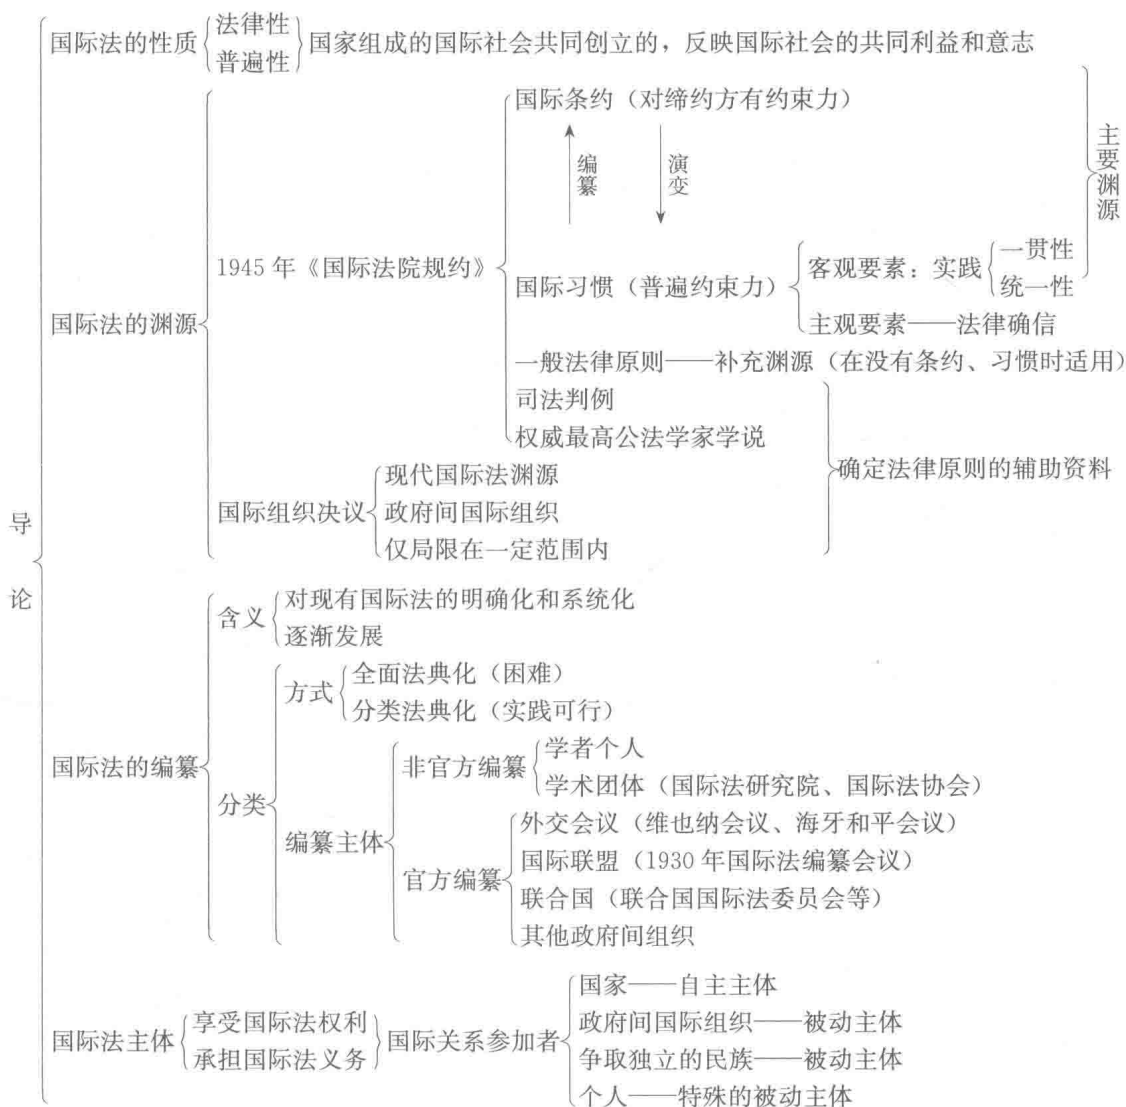 导论
国际法的性质
法律性
普遍性
国家组成的国际社会共同创立的，反映国际社会的共同利益和意志
国际法的渊源
1945年《国际法院规约》
国际条约（对缔约方有约束力）
编纂
演变
国际习惯（普遍约束力）
客观要素：实践
一贯性
统一性
主观要素——法律确信
主要渊源
一般法律原则——补充渊源（在没有条约、习惯时适用）
司法判例
权威最高公法学家学说
国际组织决议
现代国际法渊源
政府间国际组织
仅局限在一定范围内
确定法律原则的辅助资料
国际法的编纂
含义
对现有国际法的明确化和系统化
逐渐发展
分类
方式
全面法典化（困难）
分类法典化（实践可行）
编纂主体
非官方编纂
学者个人
学术团体（国际法研究院、国际法协会）
官方编纂
外交会议（维也纳会议、海牙和平会议）
国际联盟（1930年国际法编纂会议）
联合国（联合国国际法委员会等）
其他政府间组织
国际法主体
享受国际法权利
承担国际法义务
国际关系参加者
国家——自主主体
政府间国际组织——被动主体
争取独立的民族——被动主体
个人——特殊的被动主体